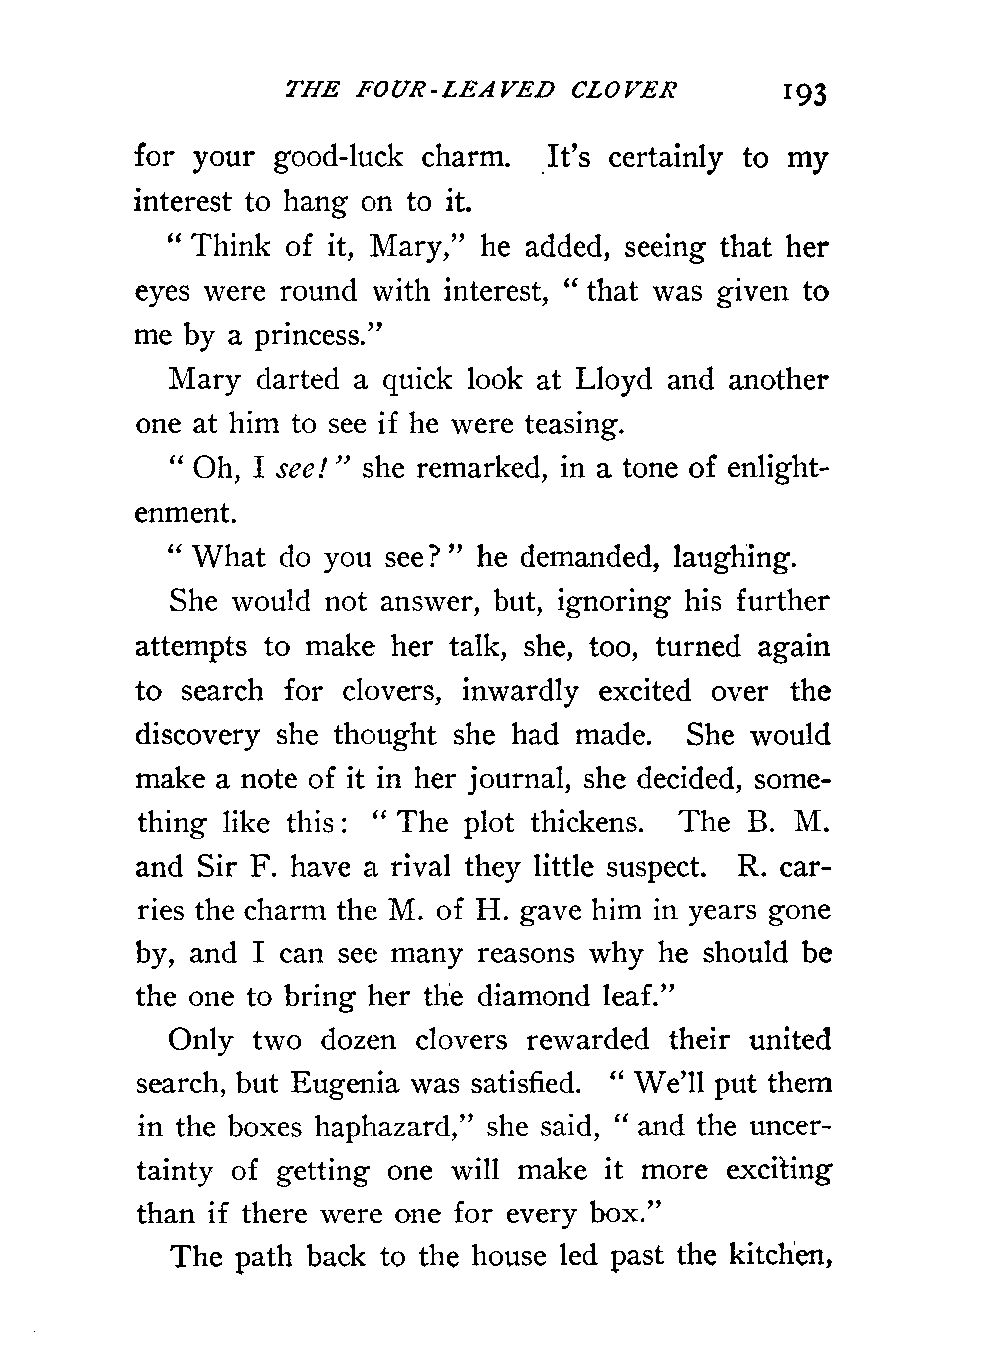 THE FOUR-LEAVED CLOVER 193
for your good-luck charm. It's certainly to my
interest to hang on to it.
" Think of it, Mary," he added, seeing that her
eyes were round with interest, " that was given to
me by a princess."
Mary darted a quick look at Lloyd and another
one at him to see if he were teasing.
" Oh, I see! " she remarked, in a tone of enlight-
enment.
" What do you see? " he demanded, laughing.
She would not answer, but, ignoring his further
attempts to make her talk, she, too, turned again
to search for clovers, inwardly excited over the
discovery she thought she had made. She would
make a note of it in her journal, she decided, some-
thing like this: " The plot thickens. The B. M.
and Sir F. have a rival they little suspect. R. car-
ries the charm the M. of H. gave him in years gone
by, and I can see many reasons why he should be
the one to bring her the diamond leaf."
Only two dozen clovers rewarded their united
search, but Eugenia was satisfied. " We'll put them
in the boxes haphazard," she said, " and the uncer-
tainty of getting one will make it more exciting
than if there were one for every box."
The path back to the house led past the kitchen,